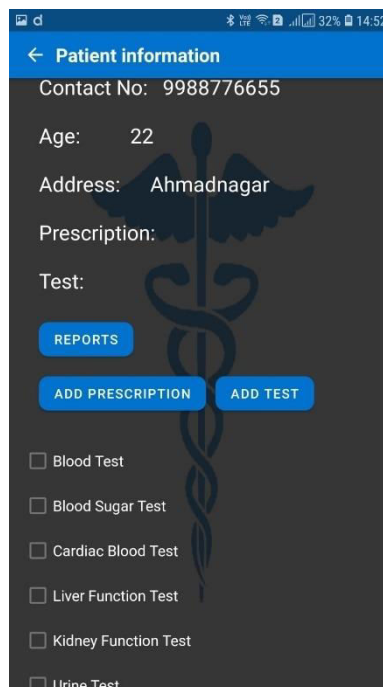 d 32% 14:52
Patient information
Contact No: 9988776655
Age: 22
Address: Ahmadnagar
Prescription:
Test:
REPORTS
ADD PRESCRIPTION ADD TEST
Blood Test
Blood Sugar Test
Cardiac Blood Test
Liver Function Test
Kidney Function Test
Urine Test